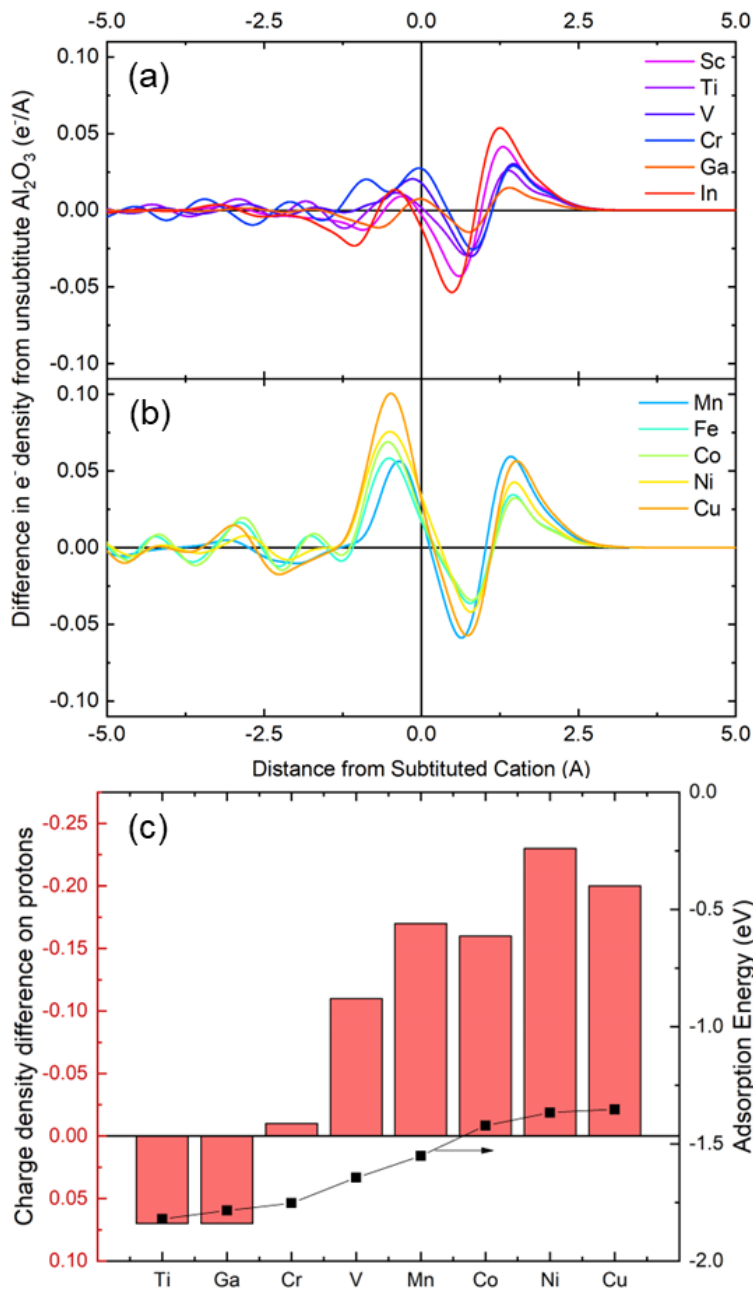 -5.0 -2.5 0.0 2.5 5.0
(a)
0.10
0.05
0.00
-0.05
-0.10
Sc
Ti
V
Cr
Ga
In
Difference in e⁻ density from unsubtitute Al₂O₃ (e⁻/A)
(b)
0.10
0.05
0.00
-0.05
-0.10
Mn
Fe
Co
Ni
Cu
-5.0 -2.5 0.0 2.5 5.0
Distance from Subtituted Cation (A)
(c)
Charge density difference on protons
-0.25
-0.20
-0.15
-0.10
-0.05
0.00
0.05
0.10
0.0
-0.5
-1.0
-1.5
-2.0
Adsorption Energy (eV)
Ti Ga Cr V Mn Co Ni Cu